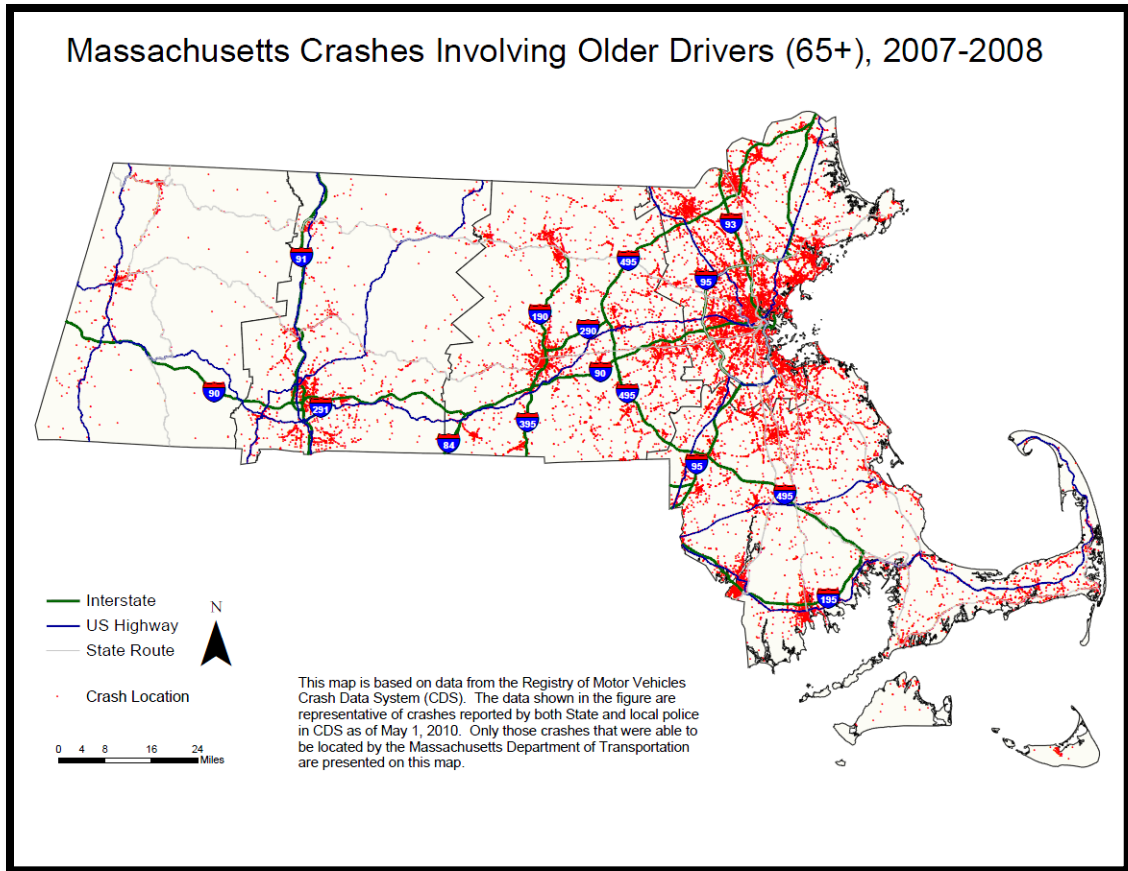 Massachusetts Crashes Involving Older Drivers (65+), 2007-2008
93
495
91
95
190
290
90
90
495
291
395
84
95
495
195
Interstate
US Highway
State Route
N
Crash Location
0 4 8 16 24
Miles
This map is based on data from the Registry of Motor Vehicles
Crash Data System (CDS). The data shown in the figure are
representative of crashes reported by both State and local police
in CDS as of May 1, 2010. Only those crashes that were able to
be located by the Massachusetts Department of Transportation
are presented on this map.